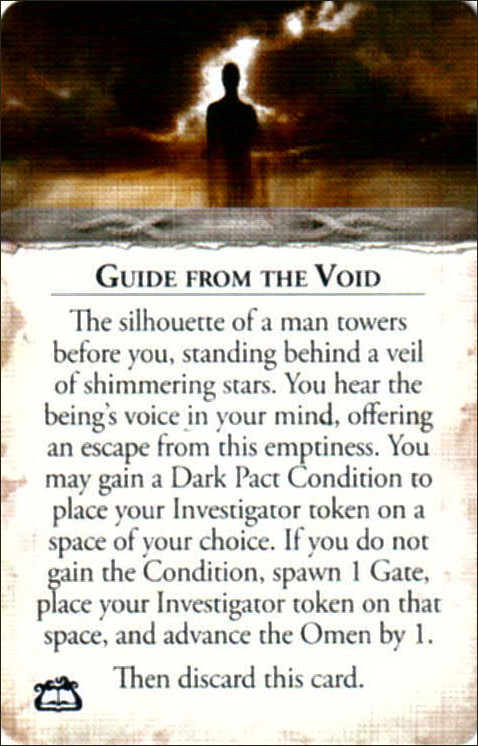 GUIDE FROM THE VOID
The silhouette of a man towers
before you, standing behind a veil
of shimmering stars. You hear the
being's voice in your mind, offering
an escape from this emptiness. You
may gain a Dark Pact Condition to
place your Investigator token on a
space of your choice. If you do not
gain the Condition, spawn 1 Gate,
place your Investigator token on that
space, and advance the Omen by 1.
Then discard this card.